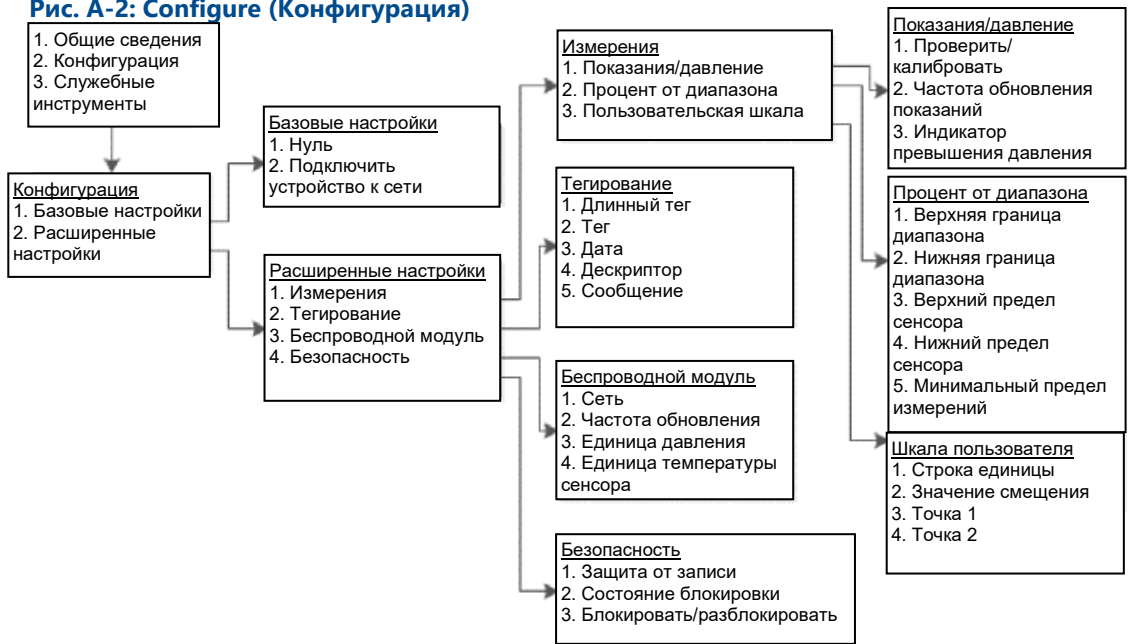 Рис. A-2: Configure (Конфигурация)
1. Общие сведения
2. Конфигурация
3. Служебные
инструменты
Конфигурация
1. Базовые настройки
2. Расширенные
настройки
Базовые настройки
1. Нуль
2. Подключить
устройство к сети
Расширенные настройки
1. Измерения
2. Тегирование
3. Беспроводной модуль
4. Безопасность
Измерения
1. Показания/давление
2. Процент от диапазона
3. Пользовательская шкала
Тегирование
1. Длинный тег
2. Тег
3. Дата
4. Дескриптор
5. Сообщение
Беспроводной модуль
1. Сеть
2. Частота обновления
3. Единица давления
4. Единица температуры
сенсора
Безопасность
1. Защита от записи
2. Состояние блокировки
3. Блокировать/разблокировать
Показания/давление
1. Проверить/
калибровать
2. Частота обновления
показаний
3. Индикатор
превышения давления
Процент от диапазона
1. Верхняя граница
диапазона
2. Нижняя граница
диапазона
3. Верхний предел
сенсора
4. Нижний предел
сенсора
5. Минимальный предел
измерений
Шкала пользователя
1. Строка единицы
2. Значение смещения
3. Точка 1
4. Точка 2